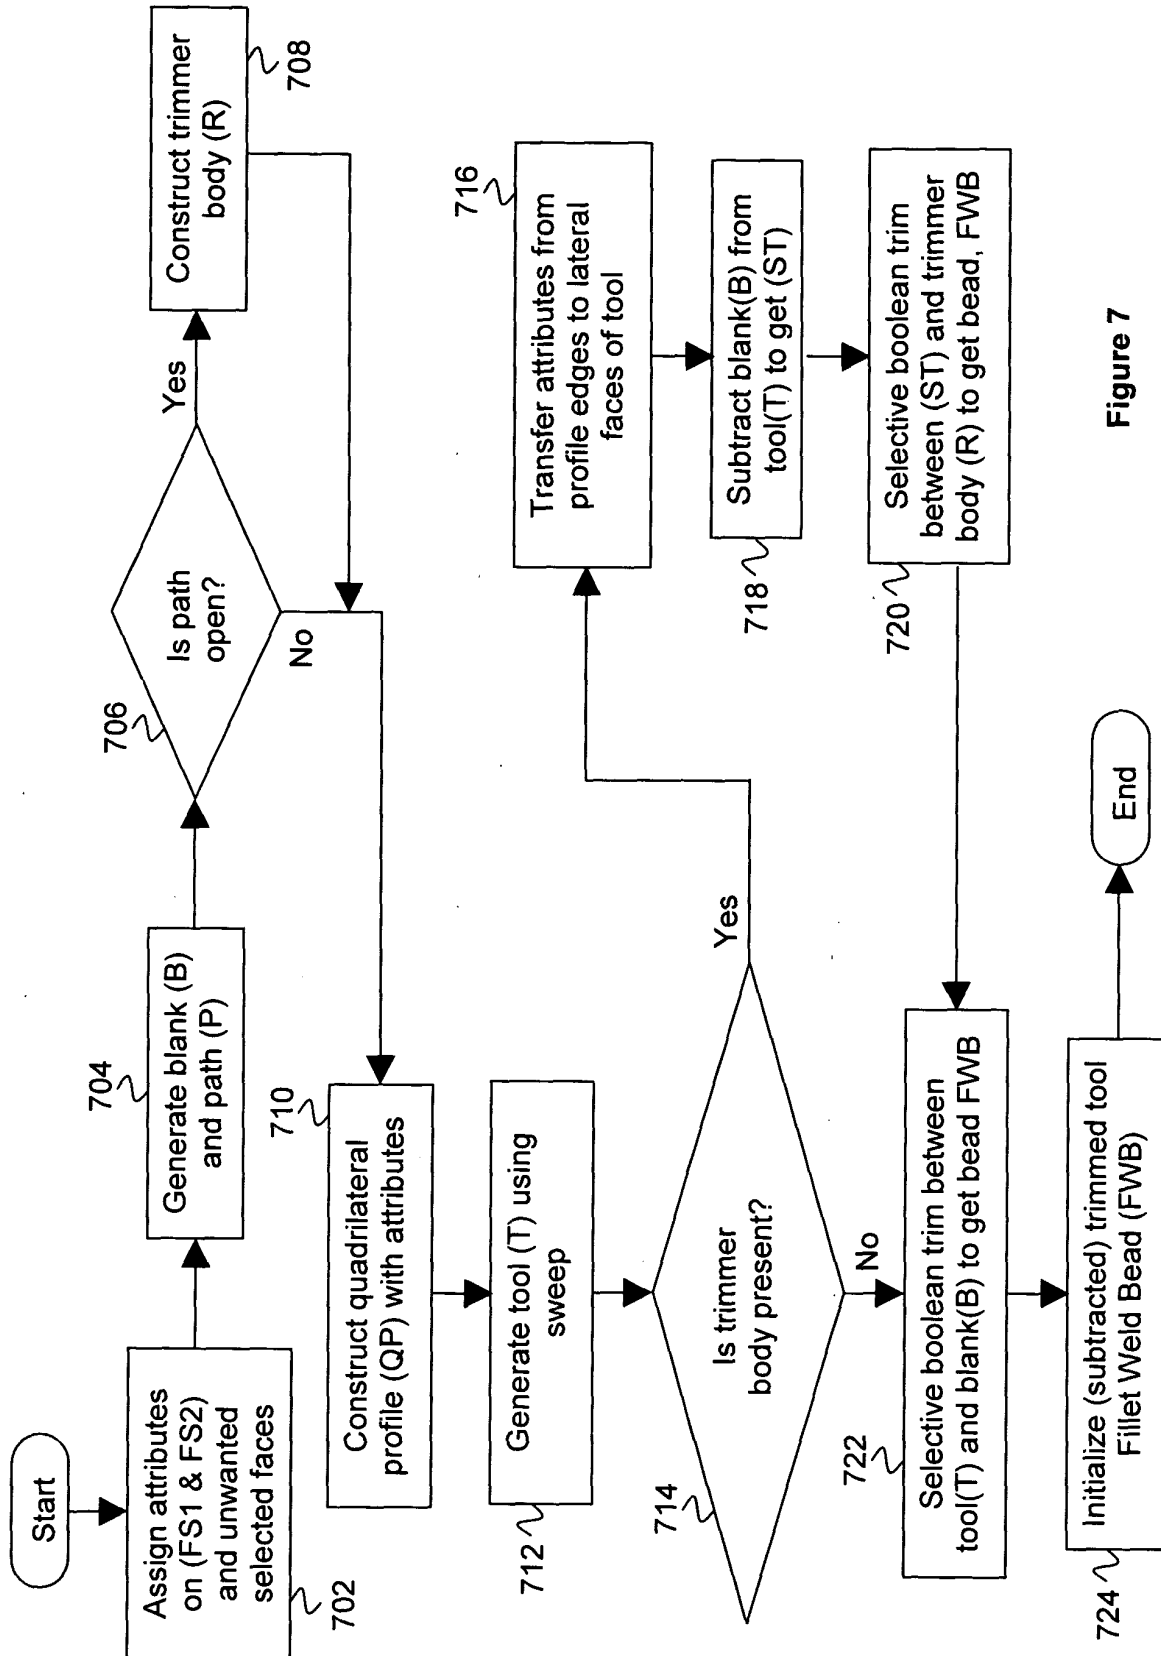 Start
Assign attributes
on (FS1 & FS2)
and unwanted
selected faces
702
704
Generate blank (B)
and path (P)
706
Is path
open?
Yes
No
Construct trimmer
body (R)
708
710
Construct quadrilateral
profile (QP) with attributes
Generate tool (T) using
sweep
712
714
Is trimmer
body present?
Yes
No
716
Transfer attributes from
profile edges to lateral
faces of tool
Subtract blank(B) from
tool(T) to get (ST)
718
Selective boolean trim
between (ST) and trimmer
body (R) to get bead, FWB
720
Selective boolean trim between
tool(T) and blank(B) to get bead FWB
722
Initialize (subtracted) trimmed tool
Fillet Weld Bead (FWB)
724
End
Figure 7